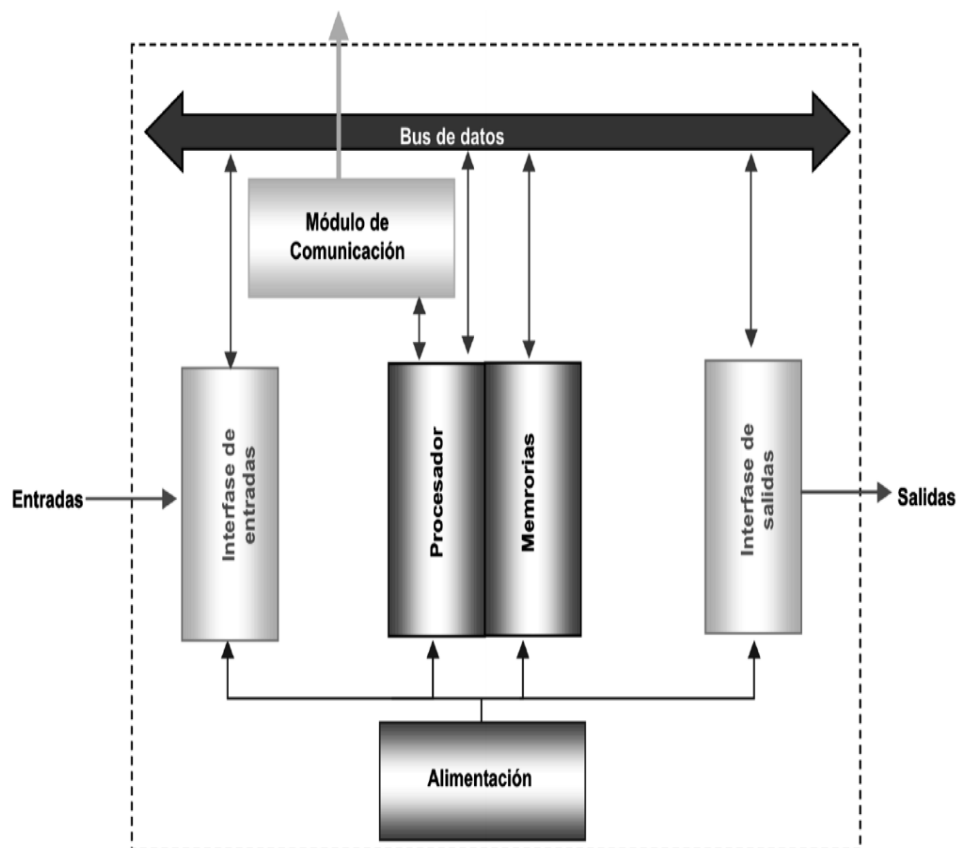 Bus de datos
Módulo de
Comunicación
Entradas
Interfase de
entradas
Procesador
Memrorias
Interfase de
salidas
Salidas
Alimentación